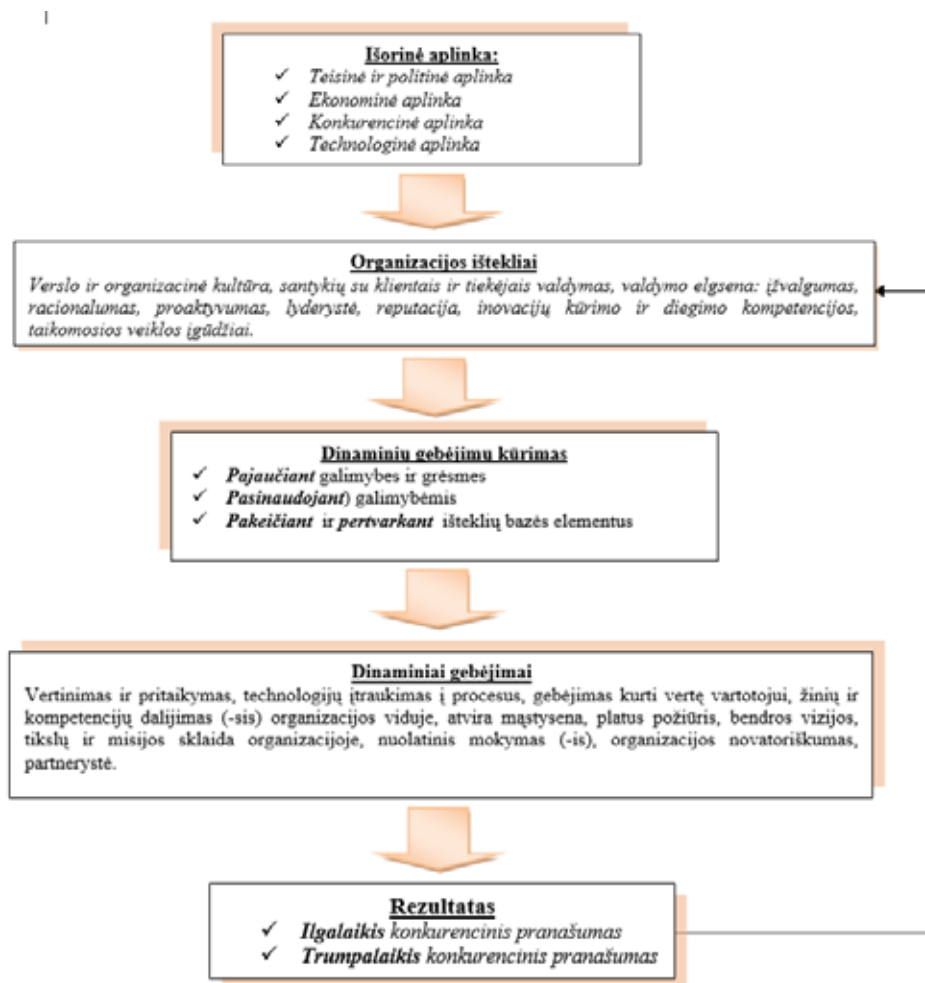 Išorinė aplinka:
✓ Teisinė ir politinė aplinka
✓ Ekonominė aplinka
✓ Konkurencinė aplinka
✓ Technologinė aplinka
Organizacijos ištekliai
Verslo ir organizacinė kultūra, santykių su klientais ir tiekėjais valdymas, valdymo elgsena: įžvalgumas,
racionalumas, proaktyvumas, lyderystė, reputacija, inovacijų kūrimo ir diegimo kompetencijos,
taikomosios veiklos įgūdžiai.
Dinaminių gebėjimų kūrimas
✓ Pajaučiant galimybes ir grėsmes
✓ Pasinaudojant) galimybėmis
✓ Pakeičiant ir pertvarkant išteklių bazės elementus
Dinaminiai gebėjimai
Vertinimas ir pritaikymas, technologijų įtraukimas į procesus, gebėjimas kurti vertę vartotojui, žinių ir
kompetencijų dalijimas (-sis) organizacijos viduje, atvira mąstysena, platus požiūris, bendros vizijos,
tikslų ir misijos sklaida organizacijoje, nuolatinis mokymas (-is), organizacijos novatoriškumas,
partnerystė.
Rezultatas
✓ Ilgalaikis konkurencinis pranašumas
✓ Trumpalaikis konkurencinis pranašumas